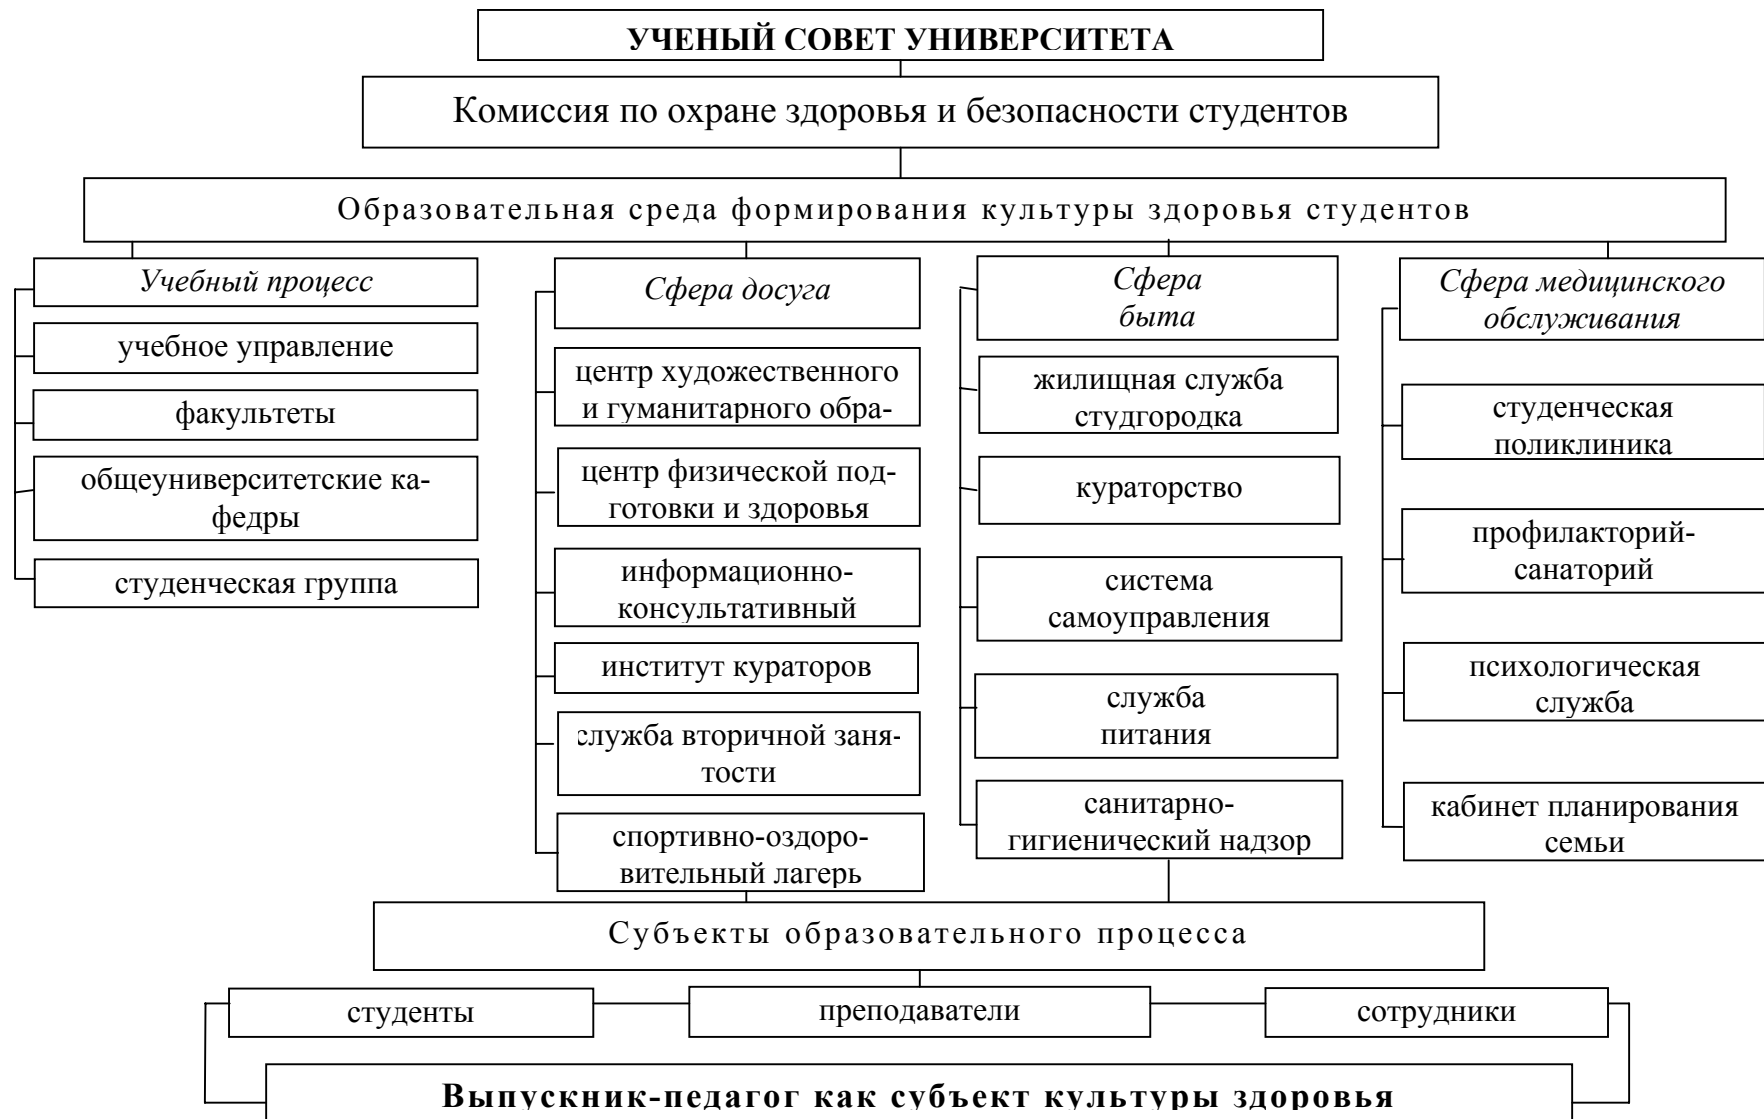 УЧЕНЫЙ СОВЕТ УНИВЕРСИТЕТА
Комиссия по охране здоровья и безопасности студентов
Образовательная среда формирования культуры здоровья студентов
Учебный процесс
учебное управление
факультеты
общеуниверситетские ка-
федры
студенческая группа
Сфера досуга
центр художественного
и гуманитарного обра-
центр физической под-
готовки и здоровья
информационно-
консультативный
институт кураторов
служба вторичной заня-
тости
спортивно-оздоро-
вительный лагерь
Сфера
быта
жилищная служба
студгородка
кураторство
система
самоуправления
служба
питания
санитарно-
гигиенический надзор
Сфера медицинского
обслуживания
студенческая
поликлиника
профилакторий-
санаторий
психологическая
служба
кабинет планирования
семьи
Субъекты образовательного процесса
студенты
преподаватели
сотрудники
Выпускник-педагог как субъект культуры здоровья